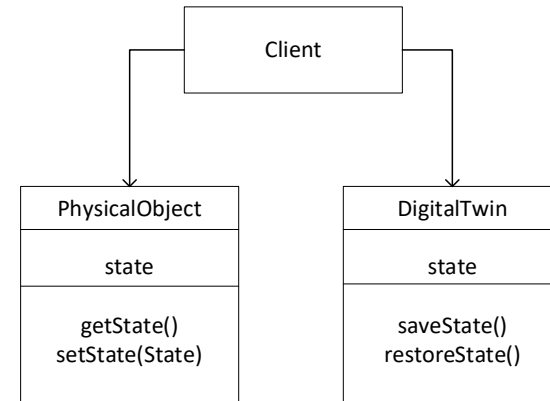 Client
PhysicalObject
state
getState()
setState(State)
DigitalTwin
state
saveState()
restoreState()